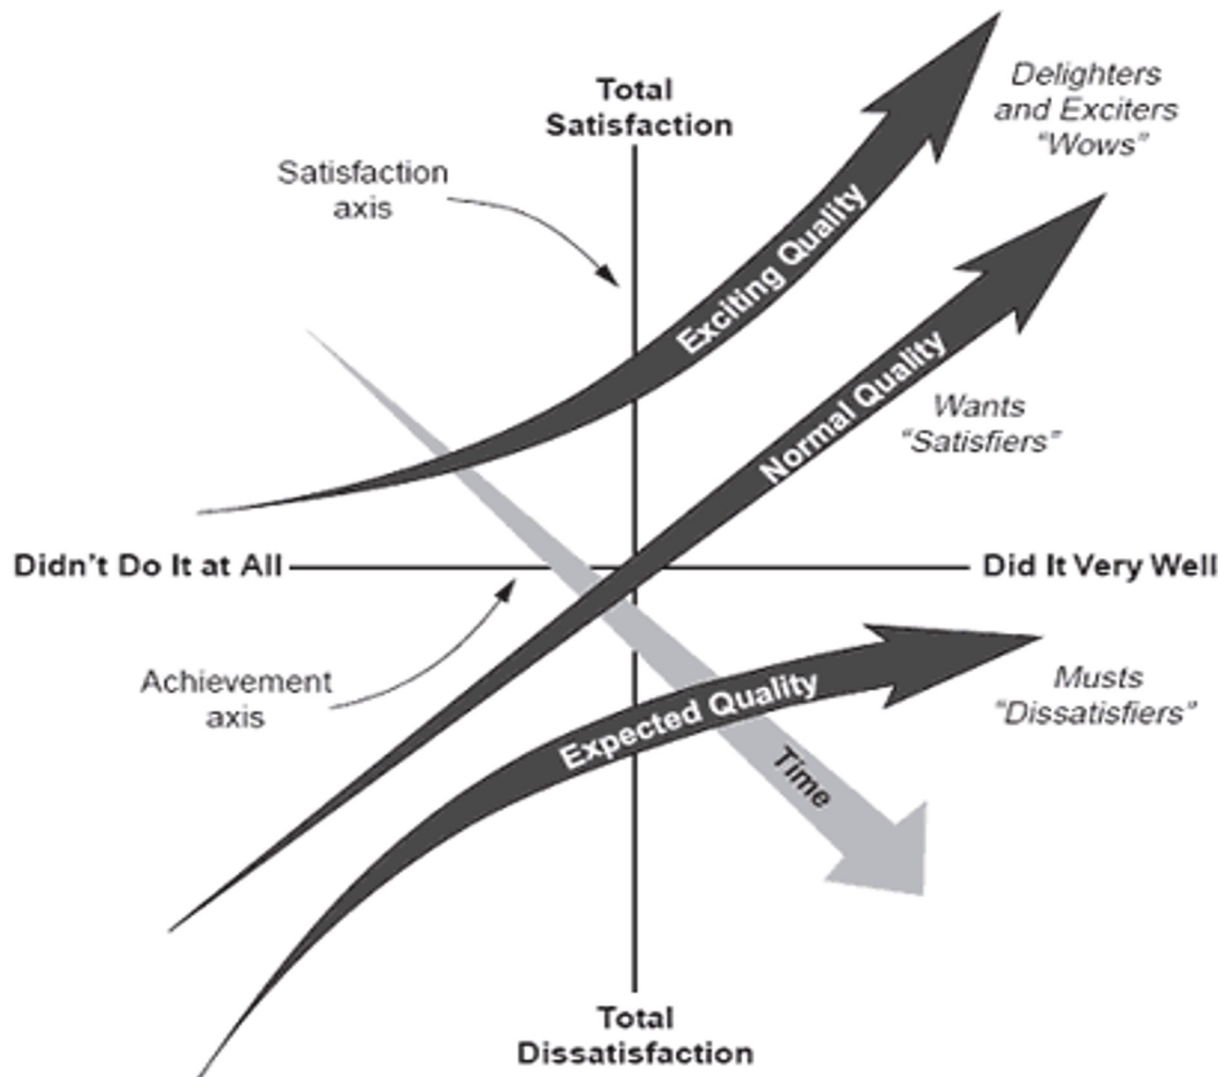 Total
Satisfaction
Delighters
and Exciters
“Wows”
Satisfaction
axis
Exciting Quality
Normal Quality
Wants
“Satisfiers”
Didn’t Do It at All
Did It Very Well
Achievement
axis
Expected Quality
Musts
“Dissatisfiers”
Time
Total
Dissatisfaction